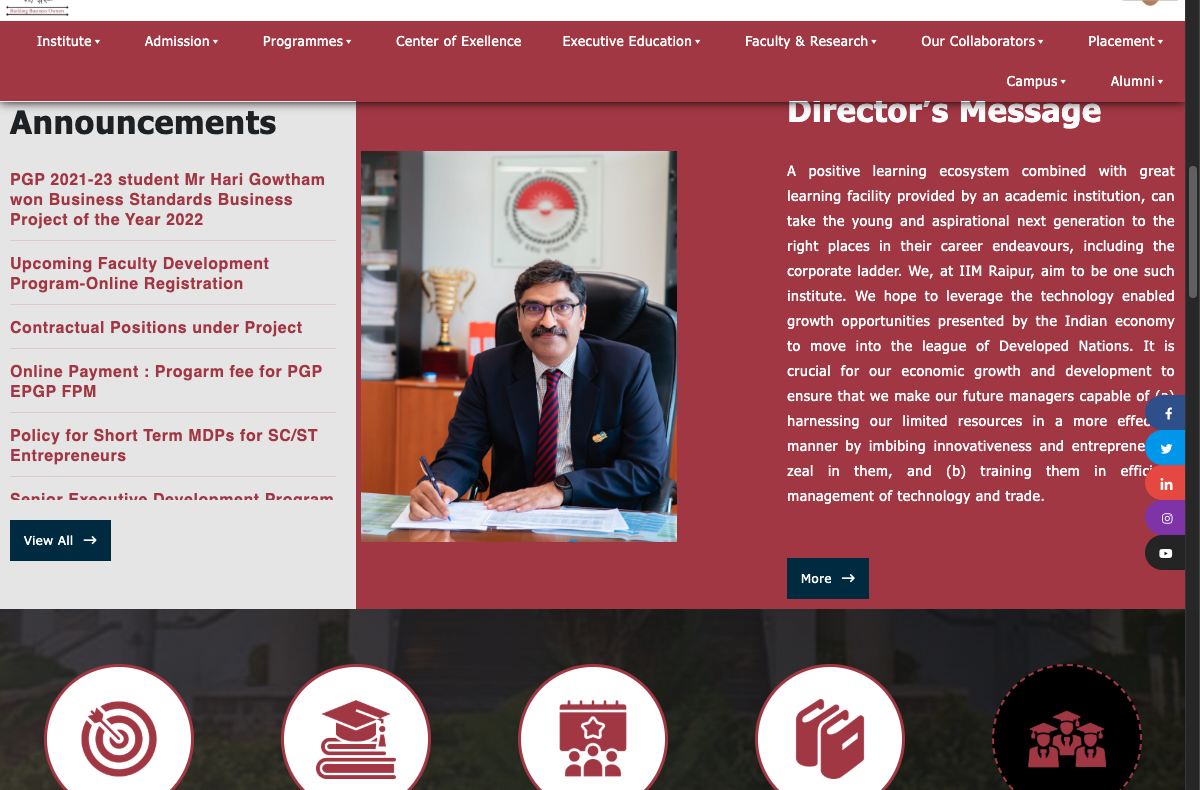 Building Business Owners
Institute
Admission
Programmes
Center of Exellence
Executive Education
Faculty & Research
Our Collaborators
Placement
Campus
Alumni
Announcements
PGP 2021-23 student Mr Hari Gowtham
won Business Standards Business
Project of the Year 2022
Upcoming Faculty Development
Program-Online Registration
Contractual Positions under Project
Online Payment : Progarm fee for PGP
EPGP FPM
Policy for Short Term MDPs for SC/ST
Entrepreneurs
Senior Executive Development Program
View All
Director's Message
A positive learning ecosystem combined with great
learning facility provided by an academic institution, can
take the young and aspirational next generation to the
right places in their career endeavours, including the
corporate ladder. We, at IIM Raipur, aim to be one such
institute. We hope to leverage the technology enabled
growth opportunities presented by the Indian economy
to move into the league of Developed Nations. It is
crucial for our economic growth and development to
ensure that we make our future managers capable of (a)
harnessing our limited resources in a more
manner by imbibing innovativeness and
zeal in them, and (b) training them in
management of technology and trade.
More